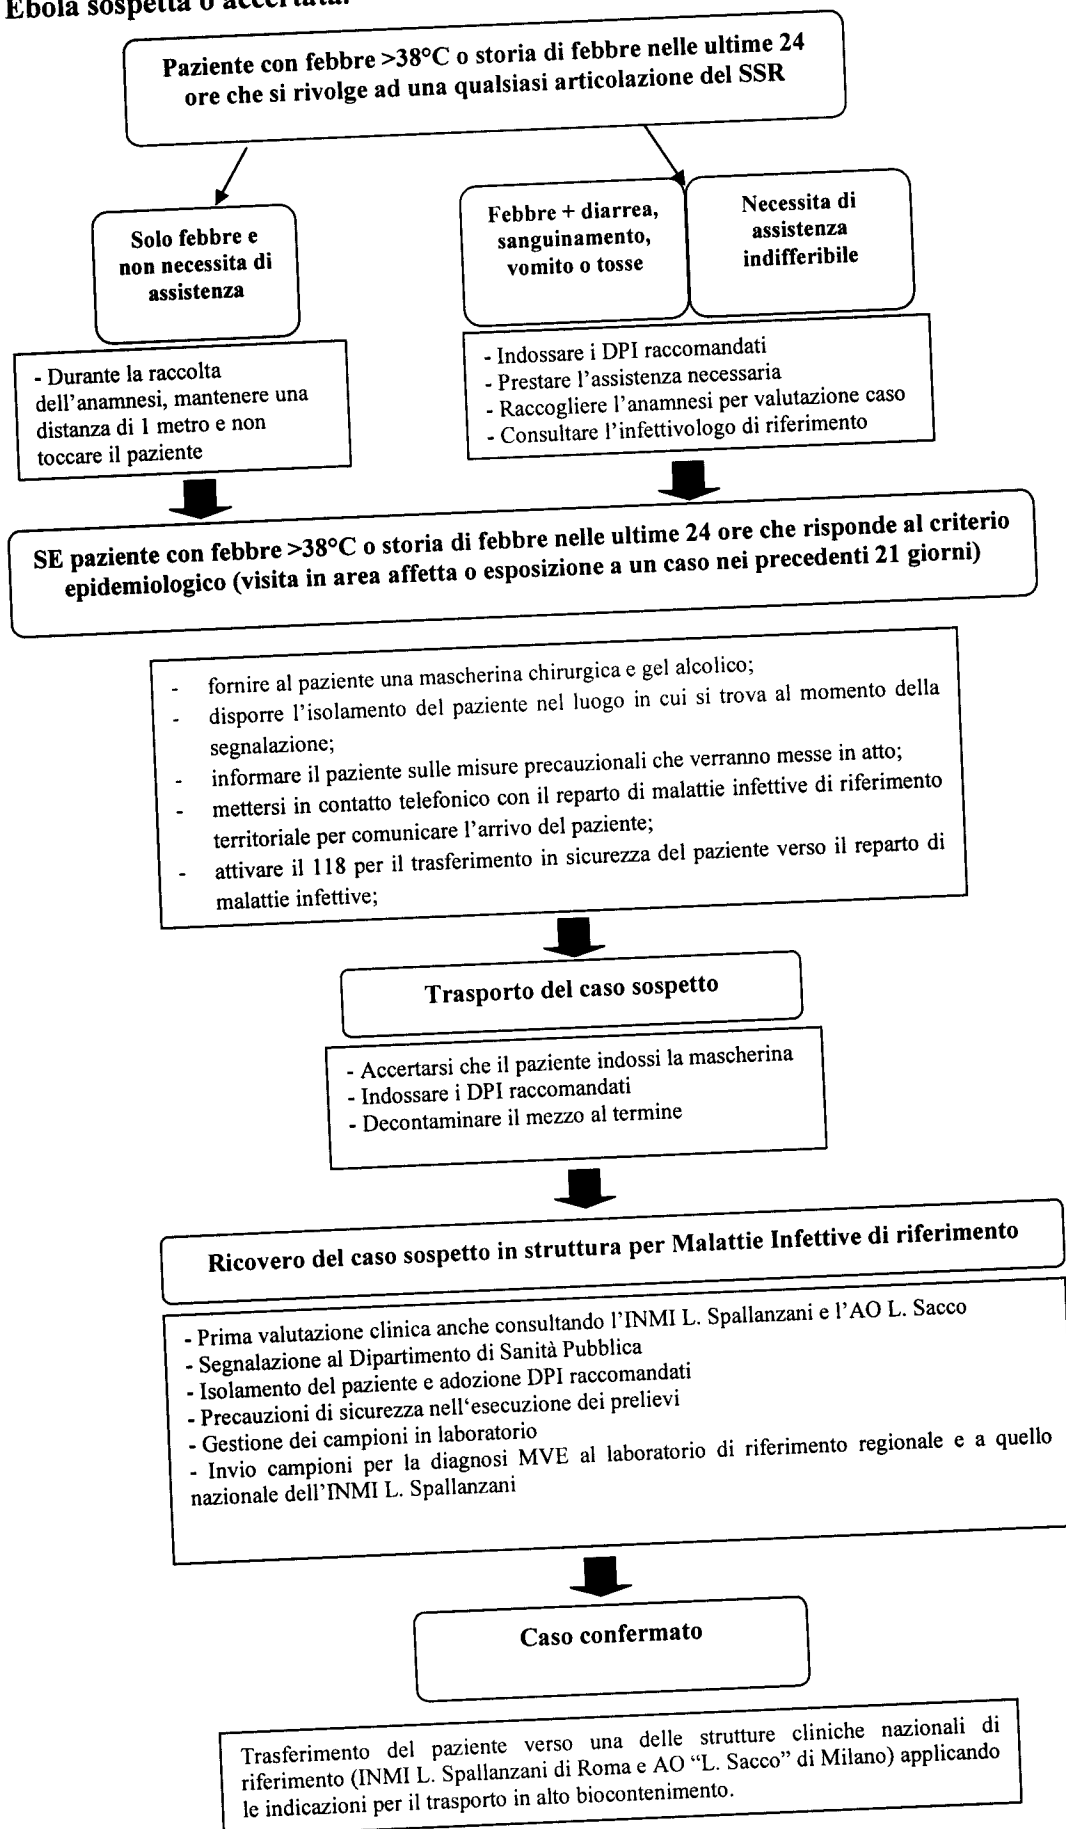 Ebola sospetta o accertata.
Paziente con febbre >38°C o storia di febbre nelle ultime 24
ore che si rivolge ad una qualsiasi articolazione del SSR
Solo febbre e
non necessita di
assistenza
Febbre + diarrea,
sanguinamento,
vomito o tosse
Necessita di
assistenza
indifferibile
- Durante la raccolta
dell'anamnesi, mantenere una
distanza di 1 metro e non
toccare il paziente
- Indossare i DPI raccomandati
- Prestare l'assistenza necessaria
- Raccogliere l'anamnesi per valutazione caso
- Consultare l'infettivologo di riferimento
SE paziente con febbre >38°C o storia di febbre nelle ultime 24 ore che risponde al criterio
epidemiologico (visita in area affetta o esposizione a un caso nei precedenti 21 giorni)
- fornire al paziente una mascherina chirurgica e gel alcolico;
- disporre l'isolamento del paziente nel luogo in cui si trova al momento della
segnalazione;
- informare il paziente sulle misure precauzionali che verranno messe in atto;
- mettersi in contatto telefonico con il reparto di malattie infettive di riferimento
territoriale per comunicare l'arrivo del paziente;
- attivare il 118 per il trasferimento in sicurezza del paziente verso il reparto di
malattie infettive;
Trasporto del caso sospetto
- Accertarsi che il paziente indossi la mascherina
- Indossare i DPI raccomandati
- Decontaminare il mezzo al termine
Ricovero del caso sospetto in struttura per Malattie Infettive di riferimento
- Prima valutazione clinica anche consultando l'INMI L. Spallanzani e l'AO L. Sacco
- Segnalazione al Dipartimento di Sanità Pubblica
- Isolamento del paziente e adozione DPI raccomandati
- Precauzioni di sicurezza nell'esecuzione dei prelievi
- Gestione dei campioni in laboratorio
- Invio campioni per la diagnosi MVE al laboratorio di riferimento regionale e a quello
nazionale dell'INMI L. Spallanzani
Caso confermato
Trasferimento del paziente verso una delle strutture cliniche nazionali di
riferimento (INMI L. Spallanzani di Roma e AO "L. Sacco" di Milano) applicando
le indicazioni per il trasporto in alto biocontenimento.